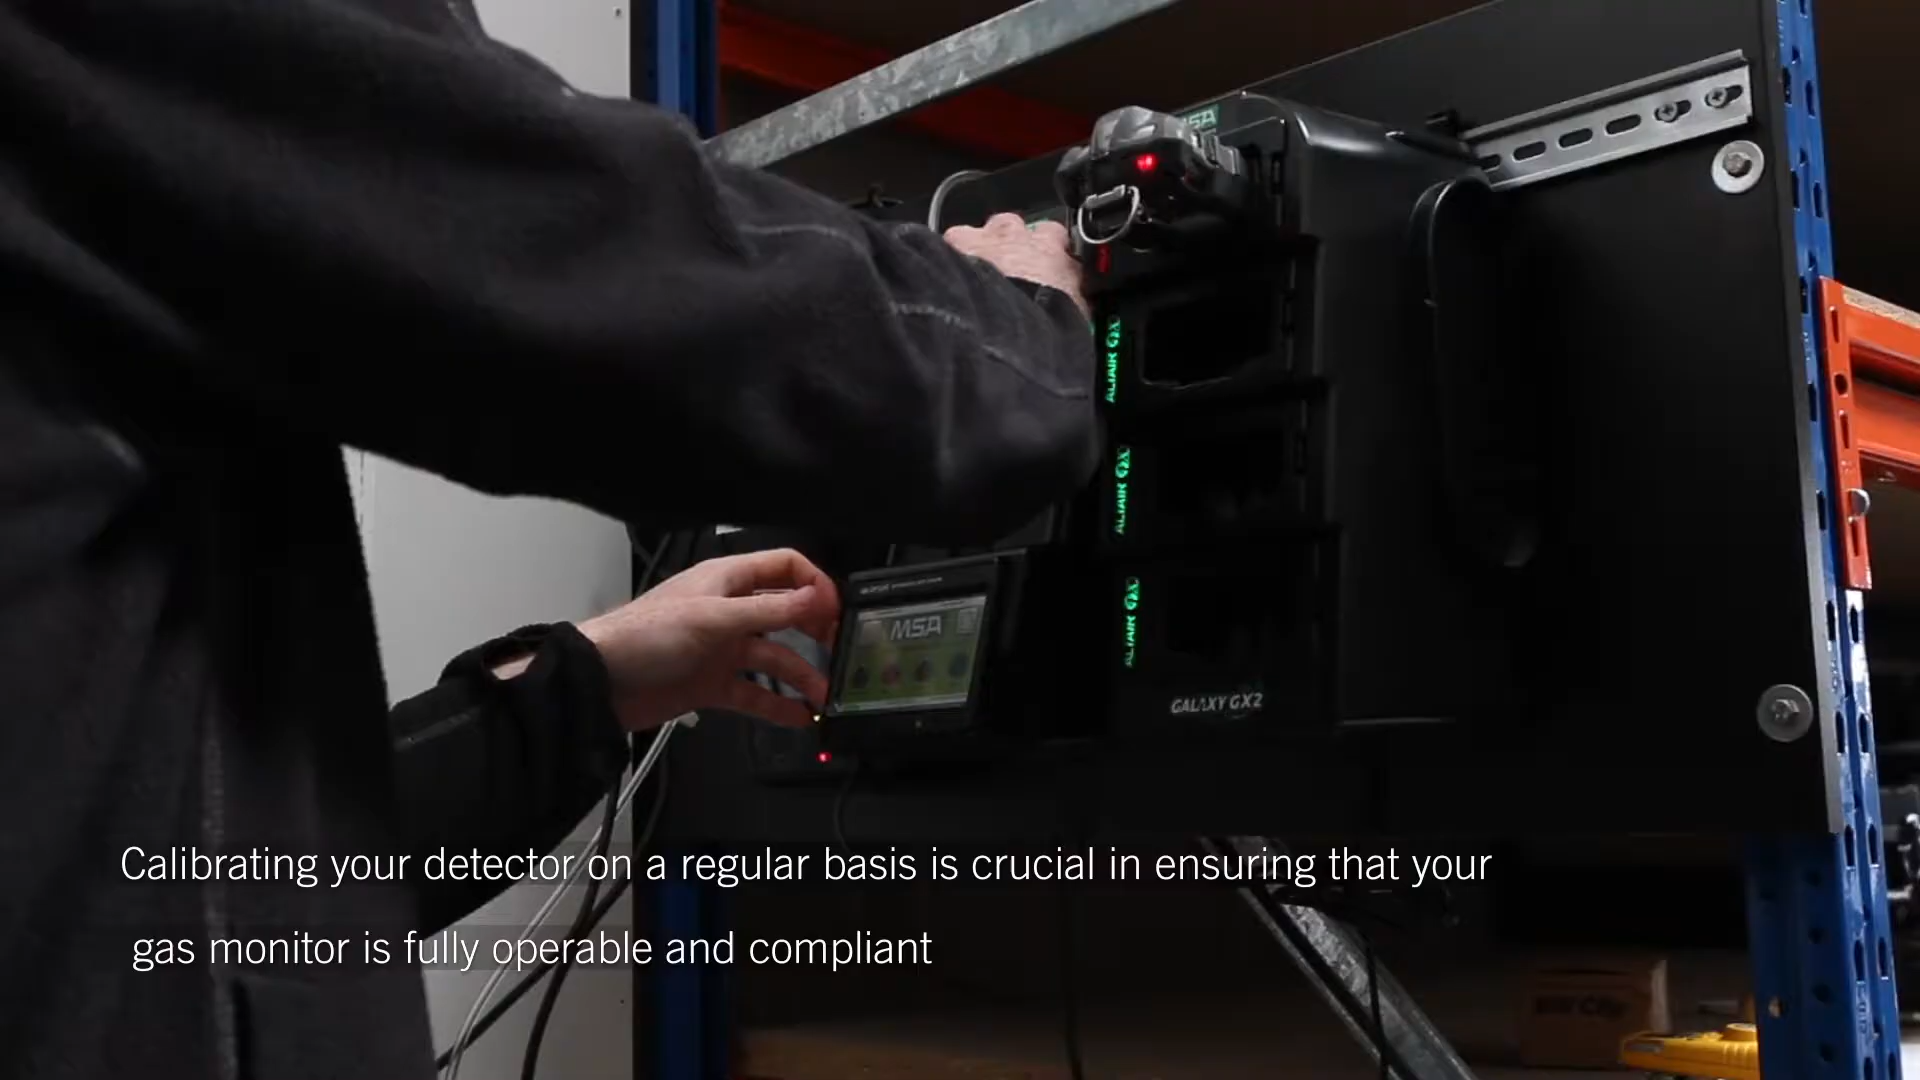 MSA
ALTAIR 4X
ALTAIR 4X
MSA
ALTAIR 4X
GALAXY GX2
Calibrating your detector on a regular basis is crucial in ensuring that your
gas monitor is fully operable and compliant